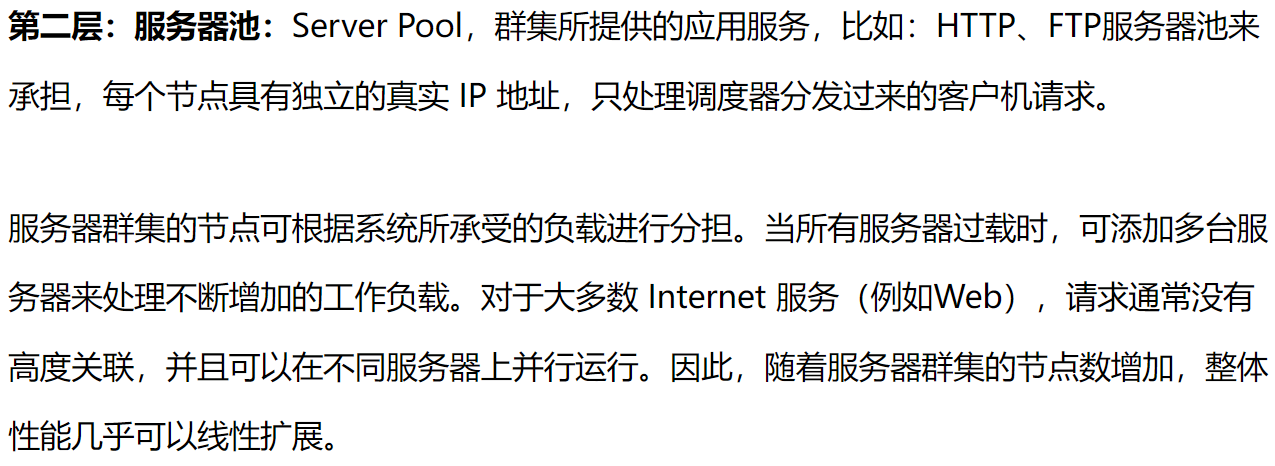 第二层：服务器池：Server Pool，群集所提供的应用服务，比如：HTTP、FTP服务器池来
承担，每个节点具有独立的真实 IP 地址，只处理调度器分发过来的客户机请求。
服务器群集的节点可根据系统所承受的负载进行分担。当所有服务器过载时，可添加多台服
务器来处理不断增加的工作负载。对于大多数 Internet 服务（例如Web），请求通常没有
高度关联，并且可以在不同服务器上并行运行。因此，随着服务器群集的节点数增加，整体
性能几乎可以线性扩展。